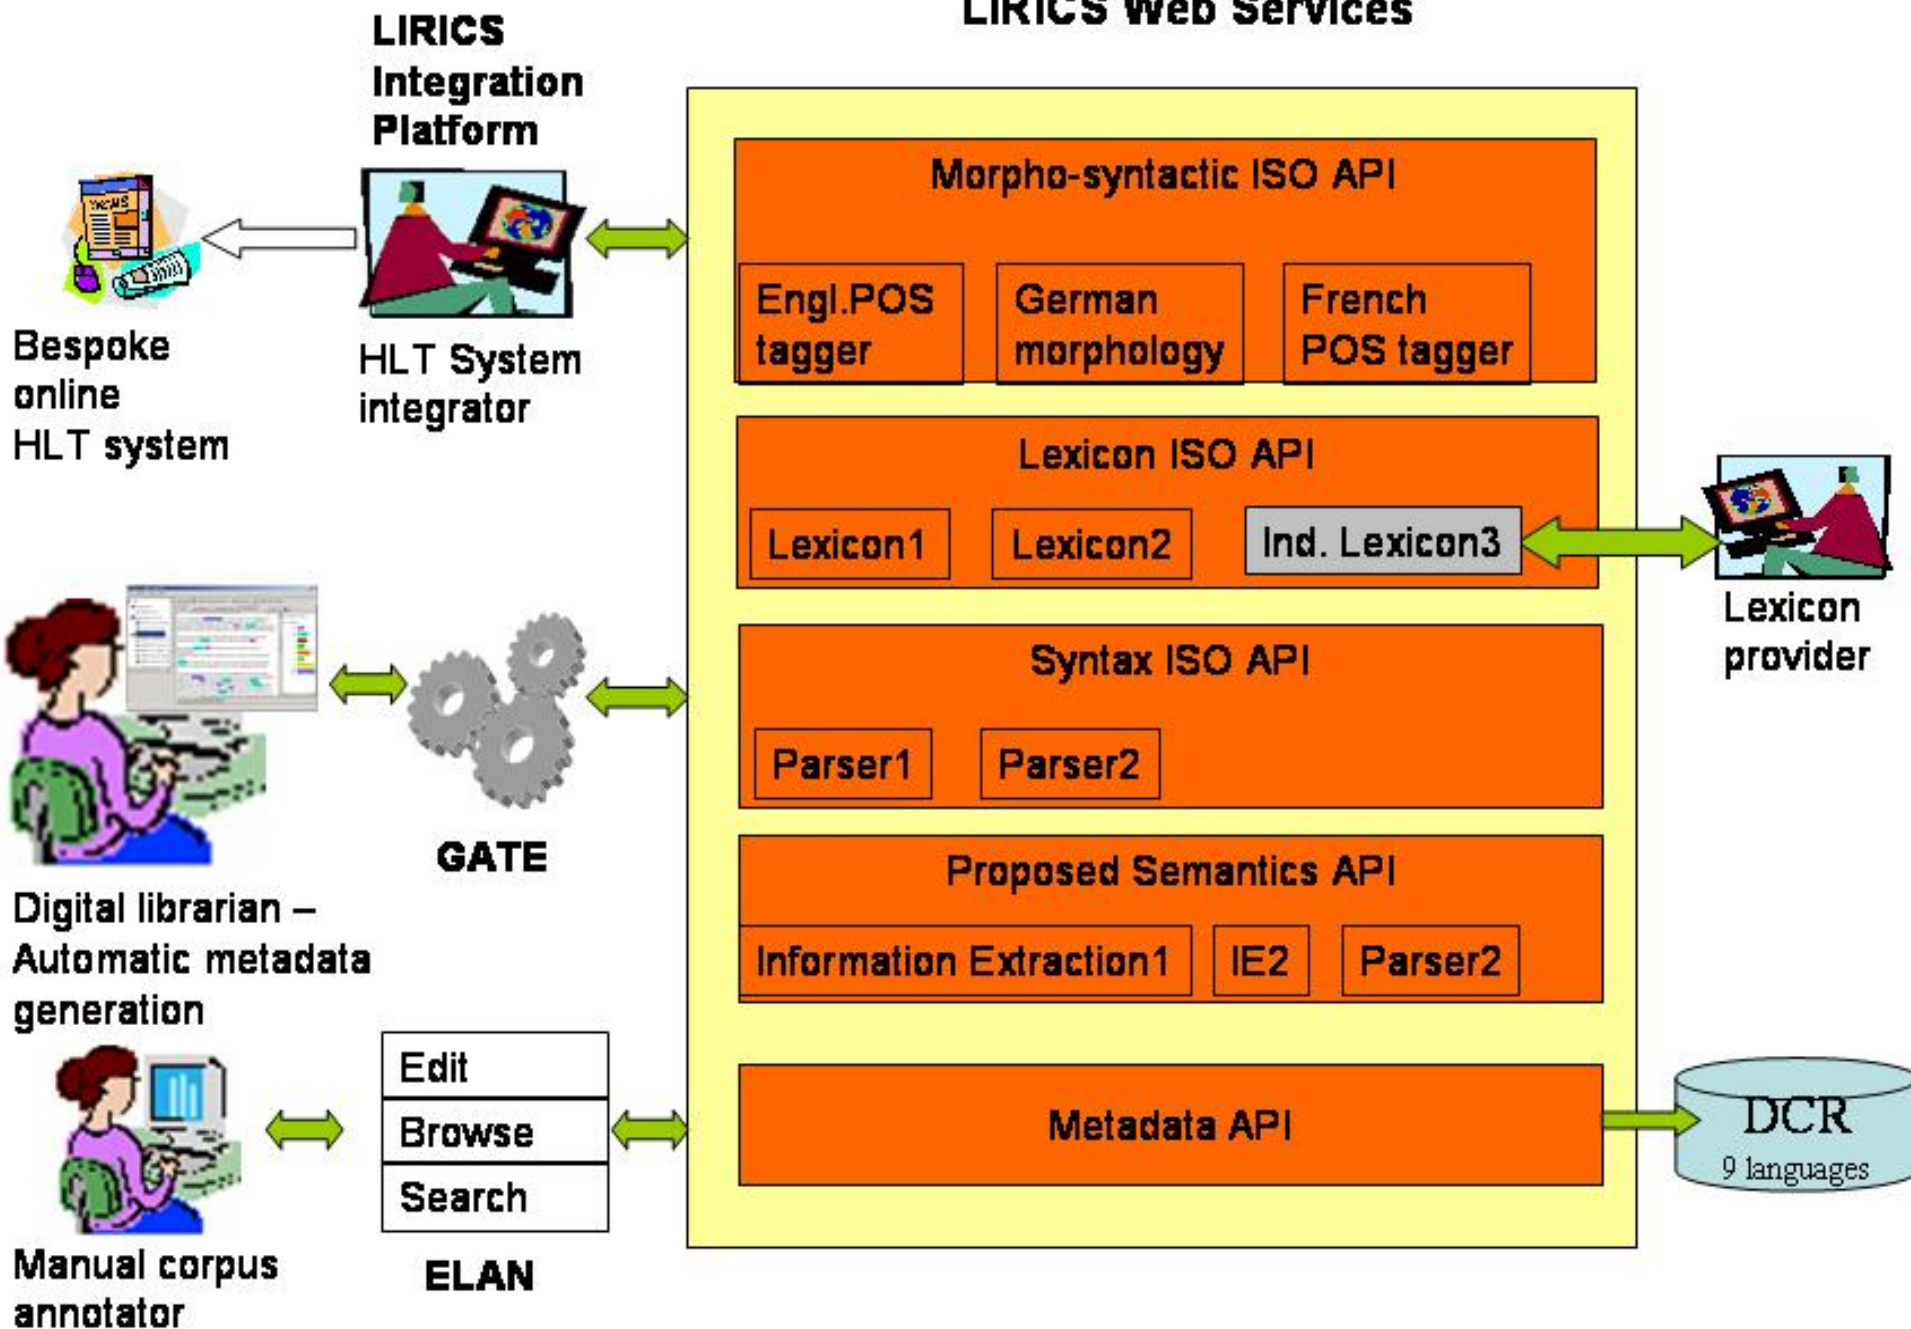 LIRICS Web Services
LIRICS
Integration
Platform
Bespoke
online
HLT system
HLT System
integrator
Morpho-syntactic ISO API
Engl.POS
tagger
German
morphology
French
POS tagger
Lexicon ISO API
Lexicon1
Lexicon2
Ind. Lexicon3
Lexicon
provider
Syntax ISO API
Parser1
Parser2
GATE
Digital librarian –
Automatic metadata
generation
Proposed Semantics API
Information Extraction1
IE2
Parser2
Edit
Browse
Search
ELAN
Manual corpus
annotator
Metadata API
DCR
9 languages